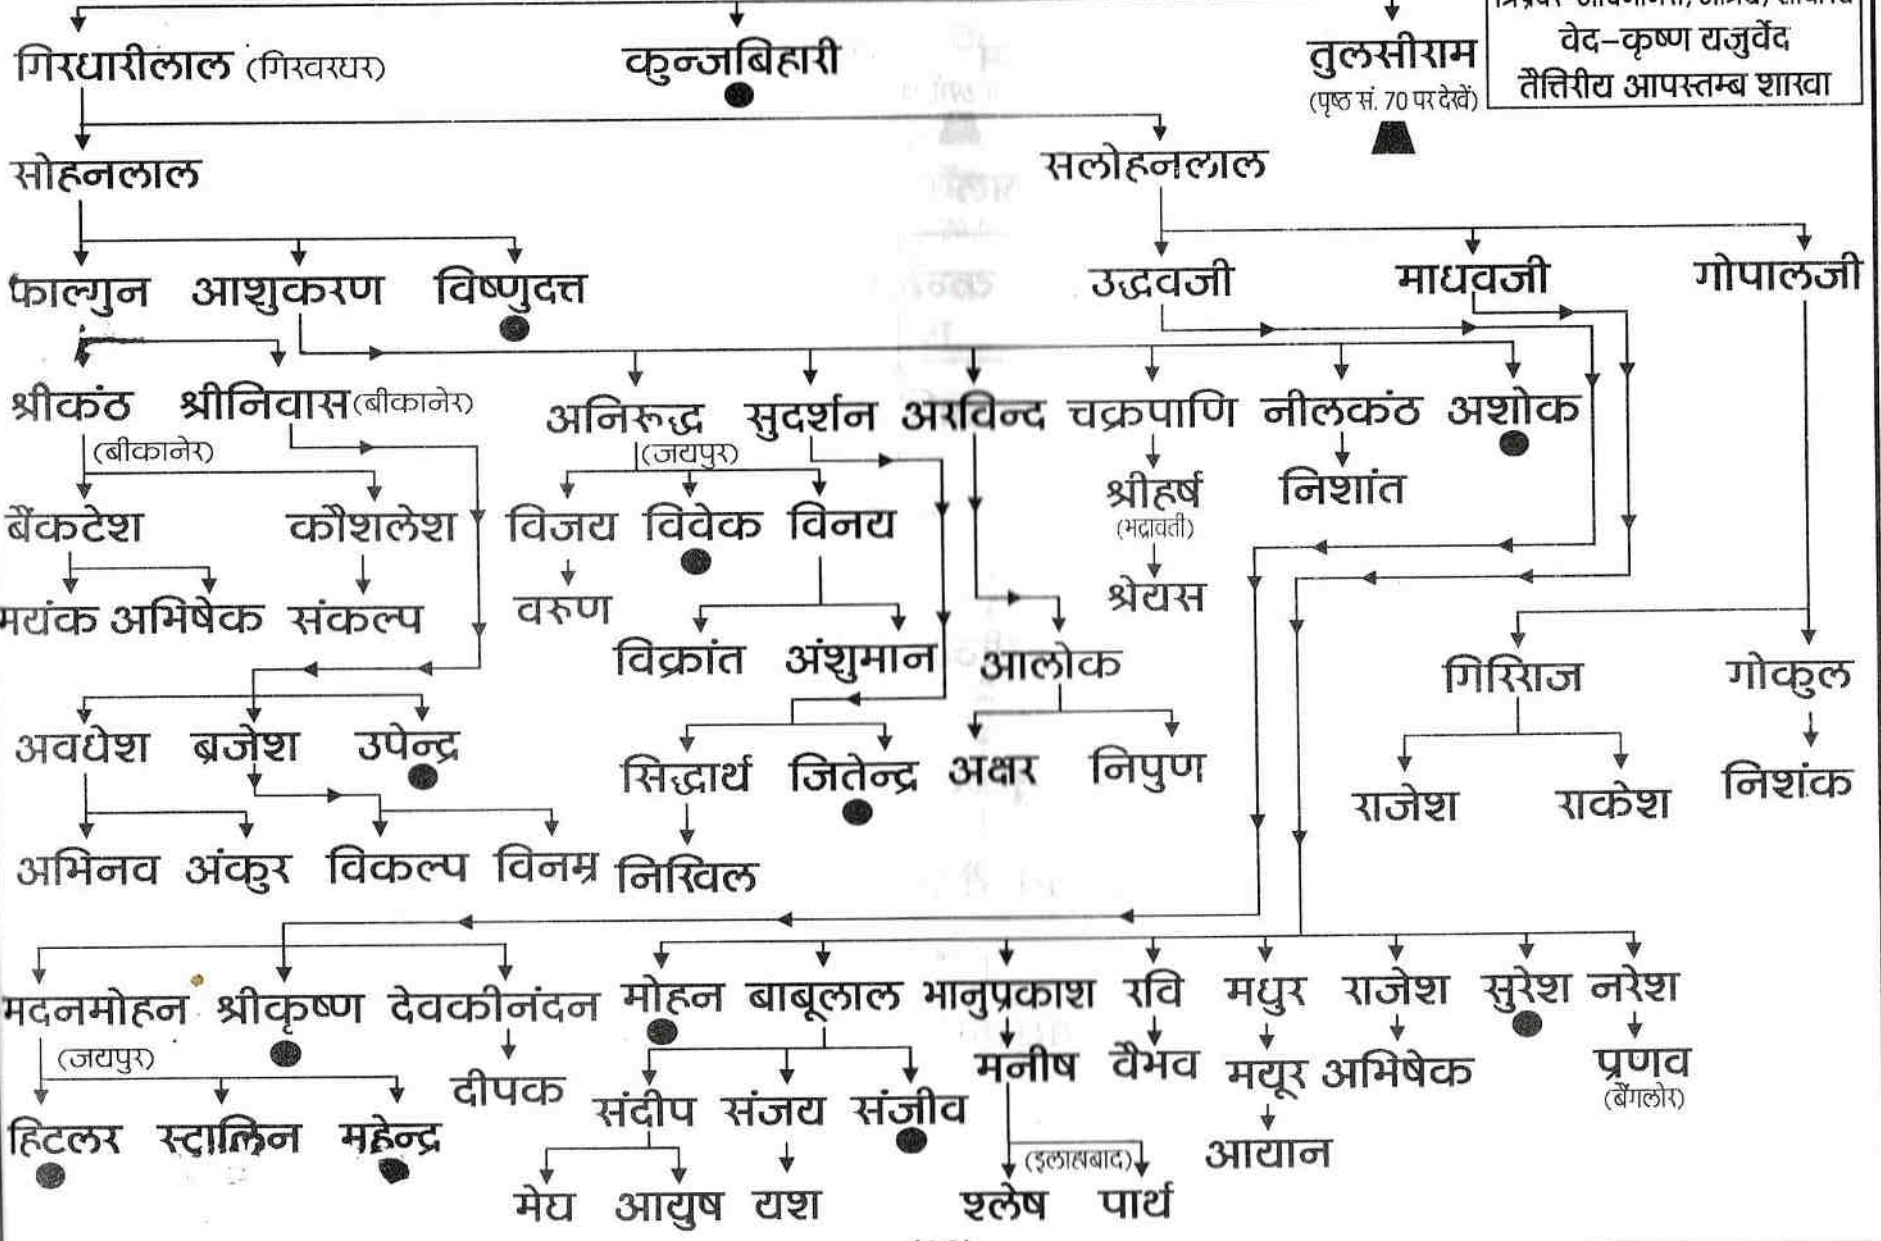 वेद-कृष्ण यजुर्वेद
तैत्तिरीय आपस्तम्ब शाखा
गिरधारीलाल (गिरवरधर) कुन्जबिहारी तुलसीराम
(पृष्ठ सं. 70 पर देखें)
सोहनलाल सलोहनलाल
फाल्गुन आशुकरण विष्णुदत्त उद्धवजी माधवजी गोपालजी
श्रीकंठ श्रीनिवास (बीकानेर) अनिरूद्ध सुदर्शन अरविन्द चक्रपाणि नीलकंठ अशोक
(बीकानेर) (जयपुर)
श्रीहर्ष निशांत
(भद्रावती)
बैंकटेश कौशलेश विजय विवेक विनय
मयंक अभिषेक संकल्प वरूण श्रेयस
विक्रांत अंशुमान आलोक गिरिराज गोकुल
अवधेश ब्रजेश उपेन्द्र सिद्धार्थ जितेन्द्र अक्षर निपुण
राजेश राकेश निशंक
अभिनव अंकुर विकल्प विनम्र निखिल
मदनमोहन श्रीकृष्ण देवकीनंदन मोहन बाबूलाल भानुप्रकाश रवि मधुर राजेश सुरेश नरेश
(जयपुर)
दीपक मनीष वैभव मयूर अभिषेक प्रणव
(बैंगलोर)
हिटलर स्टालिन महेन्द्र संदीप संजय संजीव
(इलाहबाद) आयान
मेघ आयुष यश श्लेष पार्थ